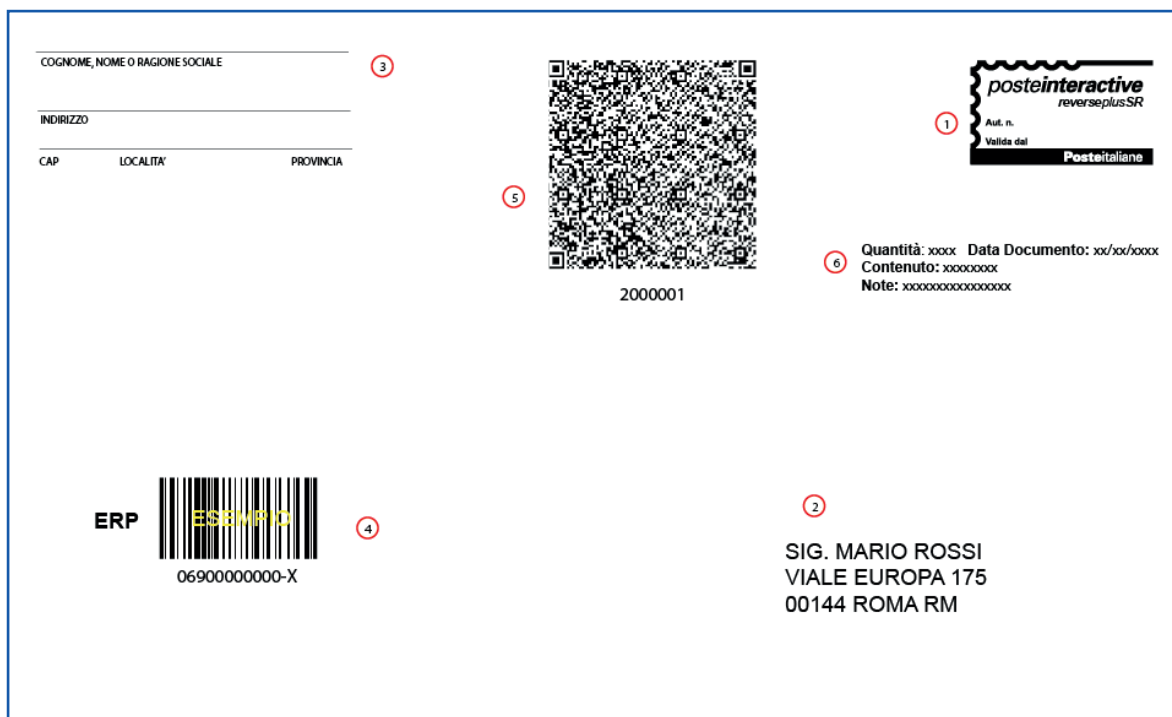 COGNOME, NOME O RAGIONE SOCIALE
3
INDIRIZZO
CAP LOCALITA' PROVINCIA
5
2000001
1
posteinteractive
reverseplusSR
Aut. n.
Valida dal
Posteitaliane
6
Quantità: xxxx Data Documento: xx/xx/xxxx
Contenuto: xxxxxxxx
Note: xxxxxxxxxxxxxxxx
ERP
ESEMPIO
06900000000-X
4
2
SIG. MARIO ROSSI
VIALE EUROPA 175
00144 ROMA RM